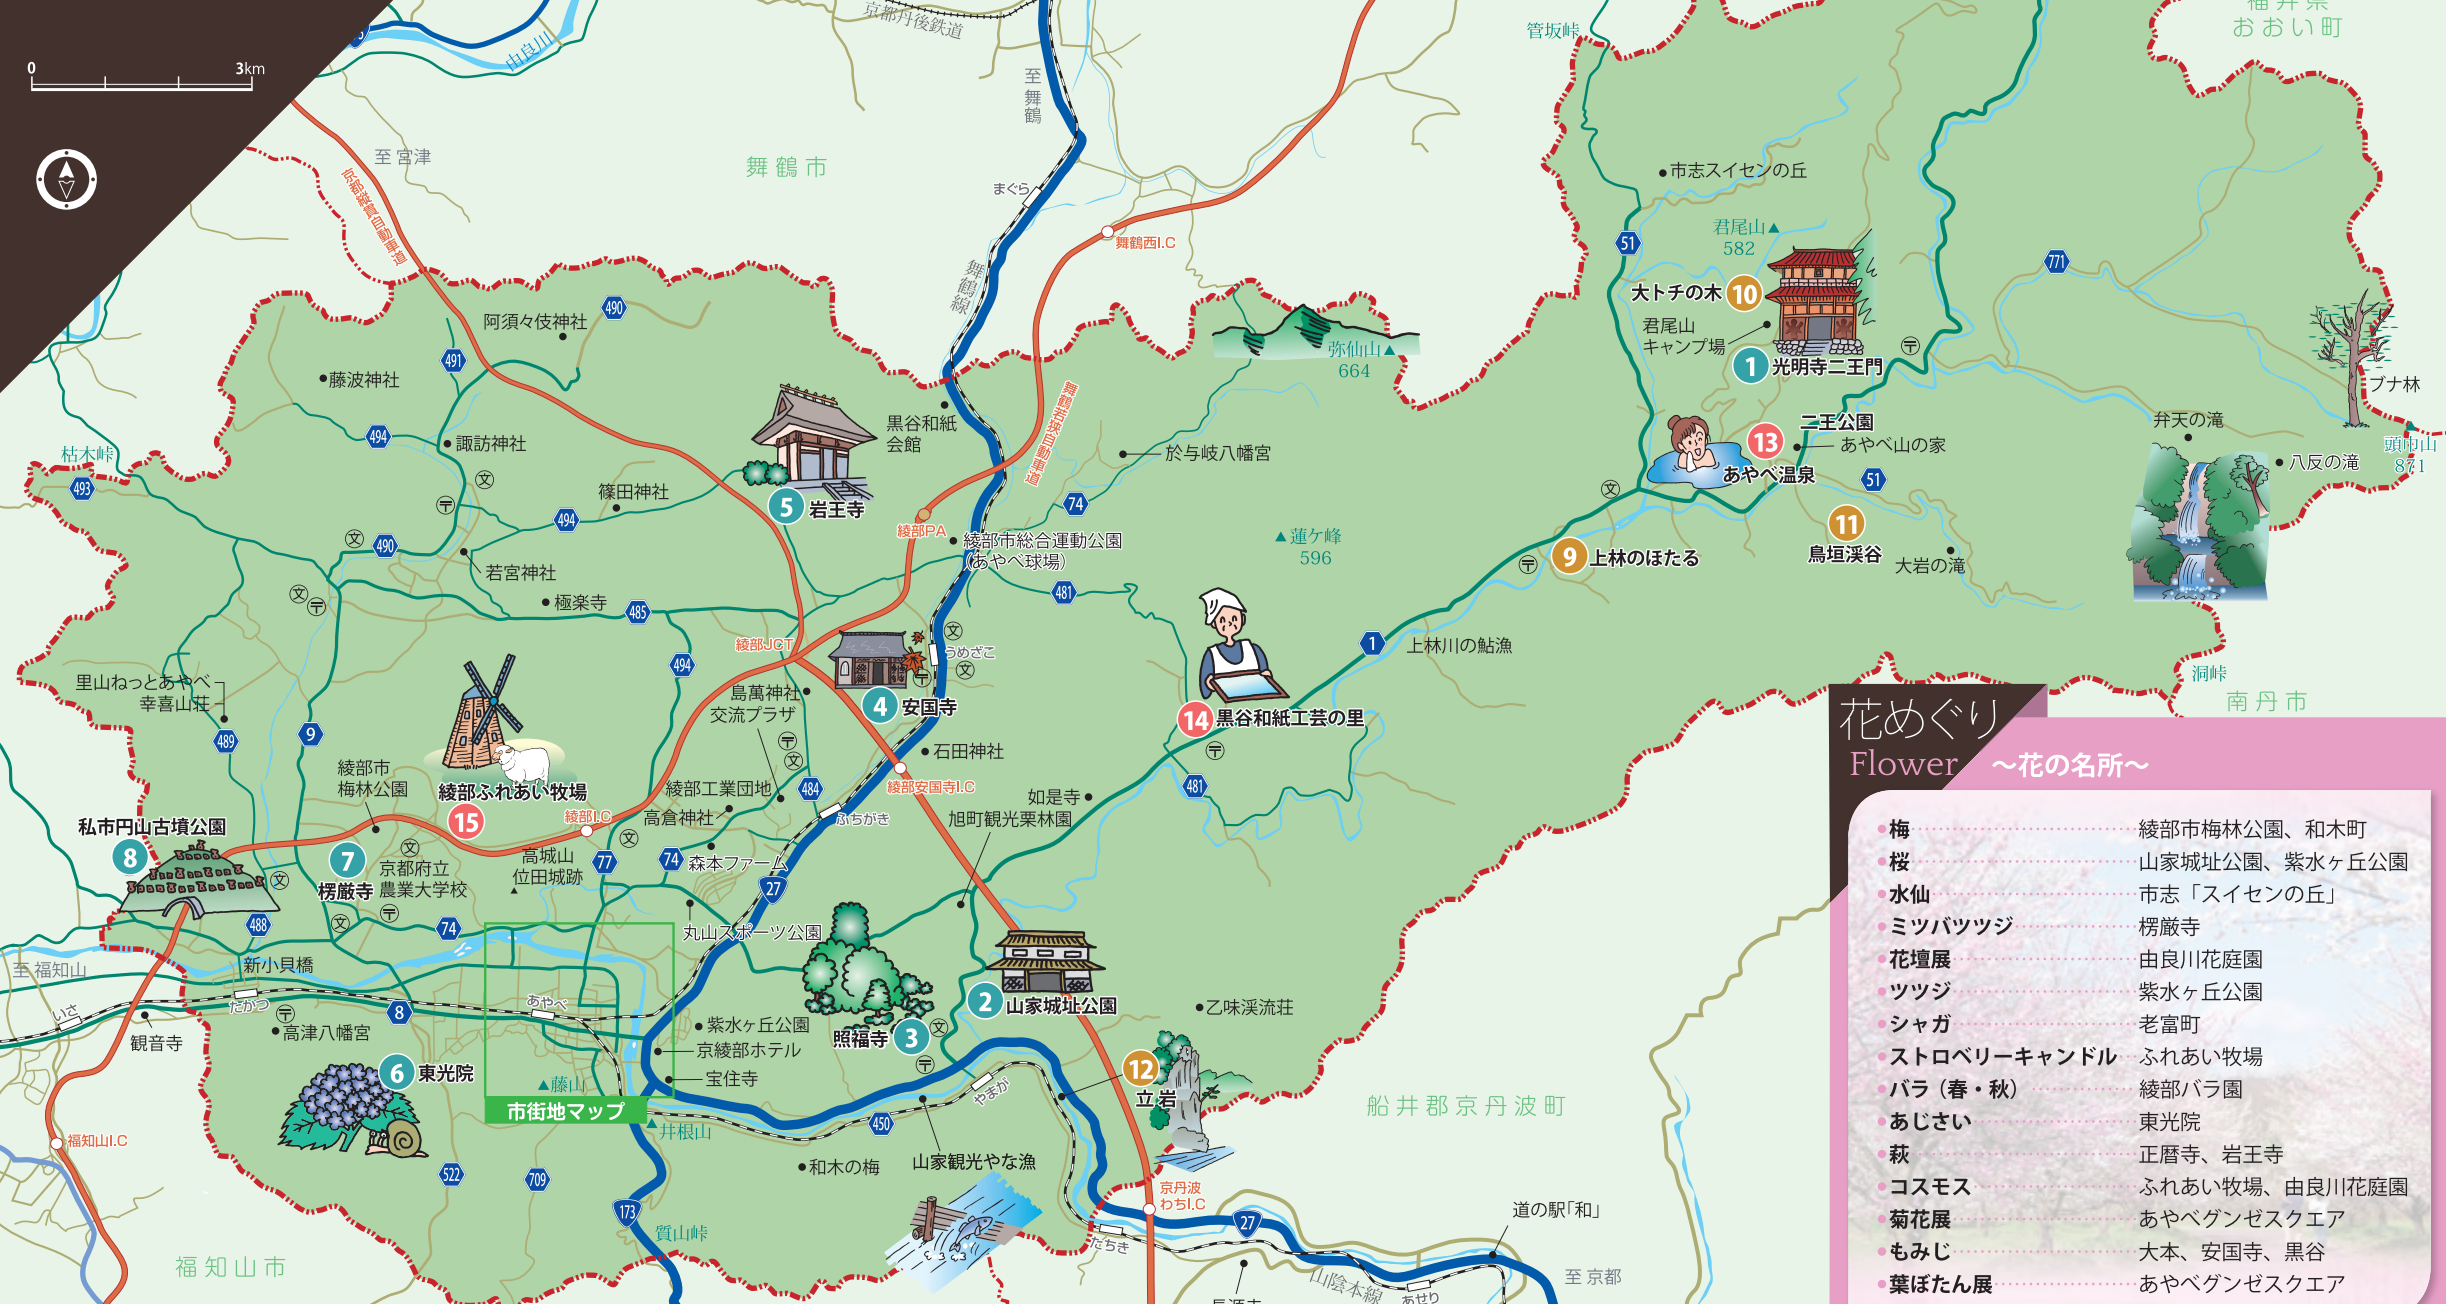 0 3km
由良川
京都丹後鉄道
至 舞鶴
至 宮津
京都縦貫自動車道
舞鶴市
まぐら
舞鶴西I.C
舞鶴線
管坂峠
福井県
おおい町
市志スイセンの丘
君尾山
582
51
771
大トチの木 10
君尾山
キャンプ場
1 光明寺二王門
二王公園
13
あやべ山の家
あやべ温泉
51
11
鳥垣渓谷
大岩の滝
9 上林のほたる
ブナ林
弁天の滝
八反の滝
頭巾山
871
洞峠
南丹市
阿須々伎神社
490
491
藤波神社
494
諏訪神社
枯木峠
493
篠田神社
494
490
若宮神社
極楽寺
485
5 岩王寺
黒谷和紙
会館
舞鶴若狭自動車道
弥仙山
664
於与岐八幡宮
74
綾部PA
綾部市総合運動公園
(あやべ球場)
蓮ケ峰
596
481
綾部JCT
494
うめざこ
4 安国寺
島萬神社
交流プラザ
石田神社
綾部安国寺I.C
14 黒谷和紙工芸の里
1
上林川の鮎漁
481
里山ねっとあやべ
幸喜山荘
489
9
綾部市
梅林公園
綾部ふれあい牧場
15
綾部I.C
綾部工業団地
484
高倉神社
ふちがき
如是寺
旭町観光栗林園
私市円山古墳公園
8
7
楞厳寺
京都府立
農業大学校
高城山
位田城跡
77
74
森本ファーム
27
488
74
丸山スポーツ公園
至 福知山
新小貝橋
いさ
たかつ
あやべ
8
観音寺
高津八幡宮
紫水ヶ丘公園
京綾部ホテル
宝住寺
照福寺 3
2 山家城址公園
乙味渓流荘
12
立岩
6 東光院
藤山
市街地マップ
井根山
450
やまが
和木の梅
山家観光やな漁
福知山I.C
522
709
173
質山峠
福知山市
船井郡京丹波町
京丹波
わちI.C
27
たちき
道の駅「和」
山陰本線
あせり
至 京都
花めぐり
Flower ～花の名所～
梅 綾部市梅林公園、和木町
桜 山家城址公園、紫水ヶ丘公園
水仙 市志「スイセンの丘」
ミツバツツジ 楞厳寺
花壇展 由良川花庭園
ツツジ 紫水ヶ丘公園
シャガ 老富町
ストロベリーキャンドル ふれあい牧場
バラ（春・秋） 綾部バラ園
あじさい 東光院
萩 正暦寺、岩王寺
コスモス ふれあい牧場、由良川花庭園
菊花展 あやべグンゼスクエア
もみじ 大本、安国寺、黒谷
葉ぼたん展 あやべグンゼスクエア